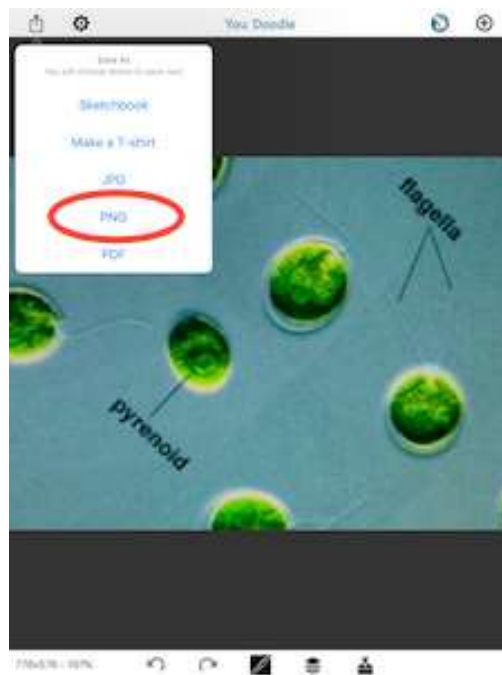 You Doodle
Save As
Sketchbook
Make a T-shirt
JPG
PNG
PDF
flagella
pyrenoid